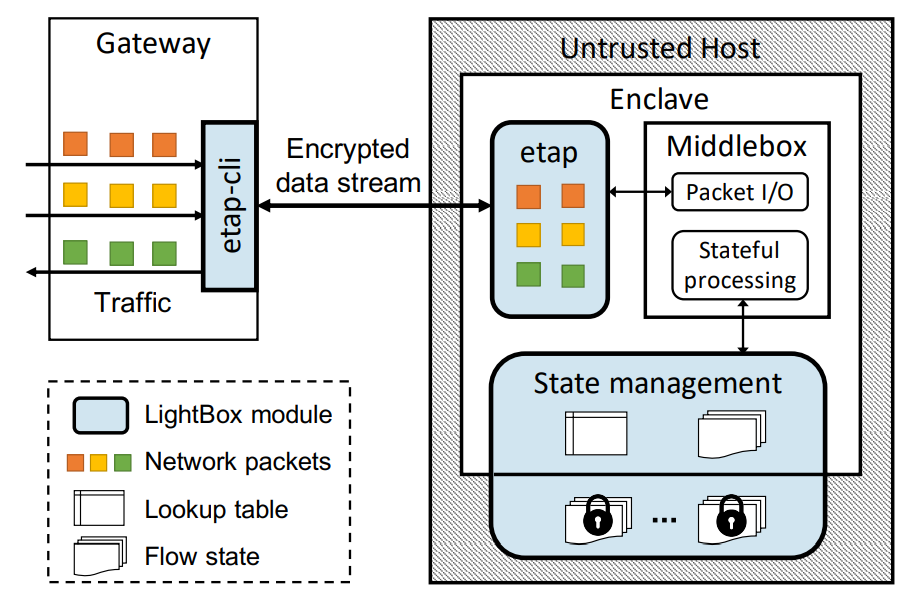 Gateway
etap-cli
Traffic
Encrypted
data stream
Untrusted Host
Enclave
etap
Middlebox
Packet I/O
Stateful
processing
State management
...
LightBox module
Network packets
Lookup table
Flow state